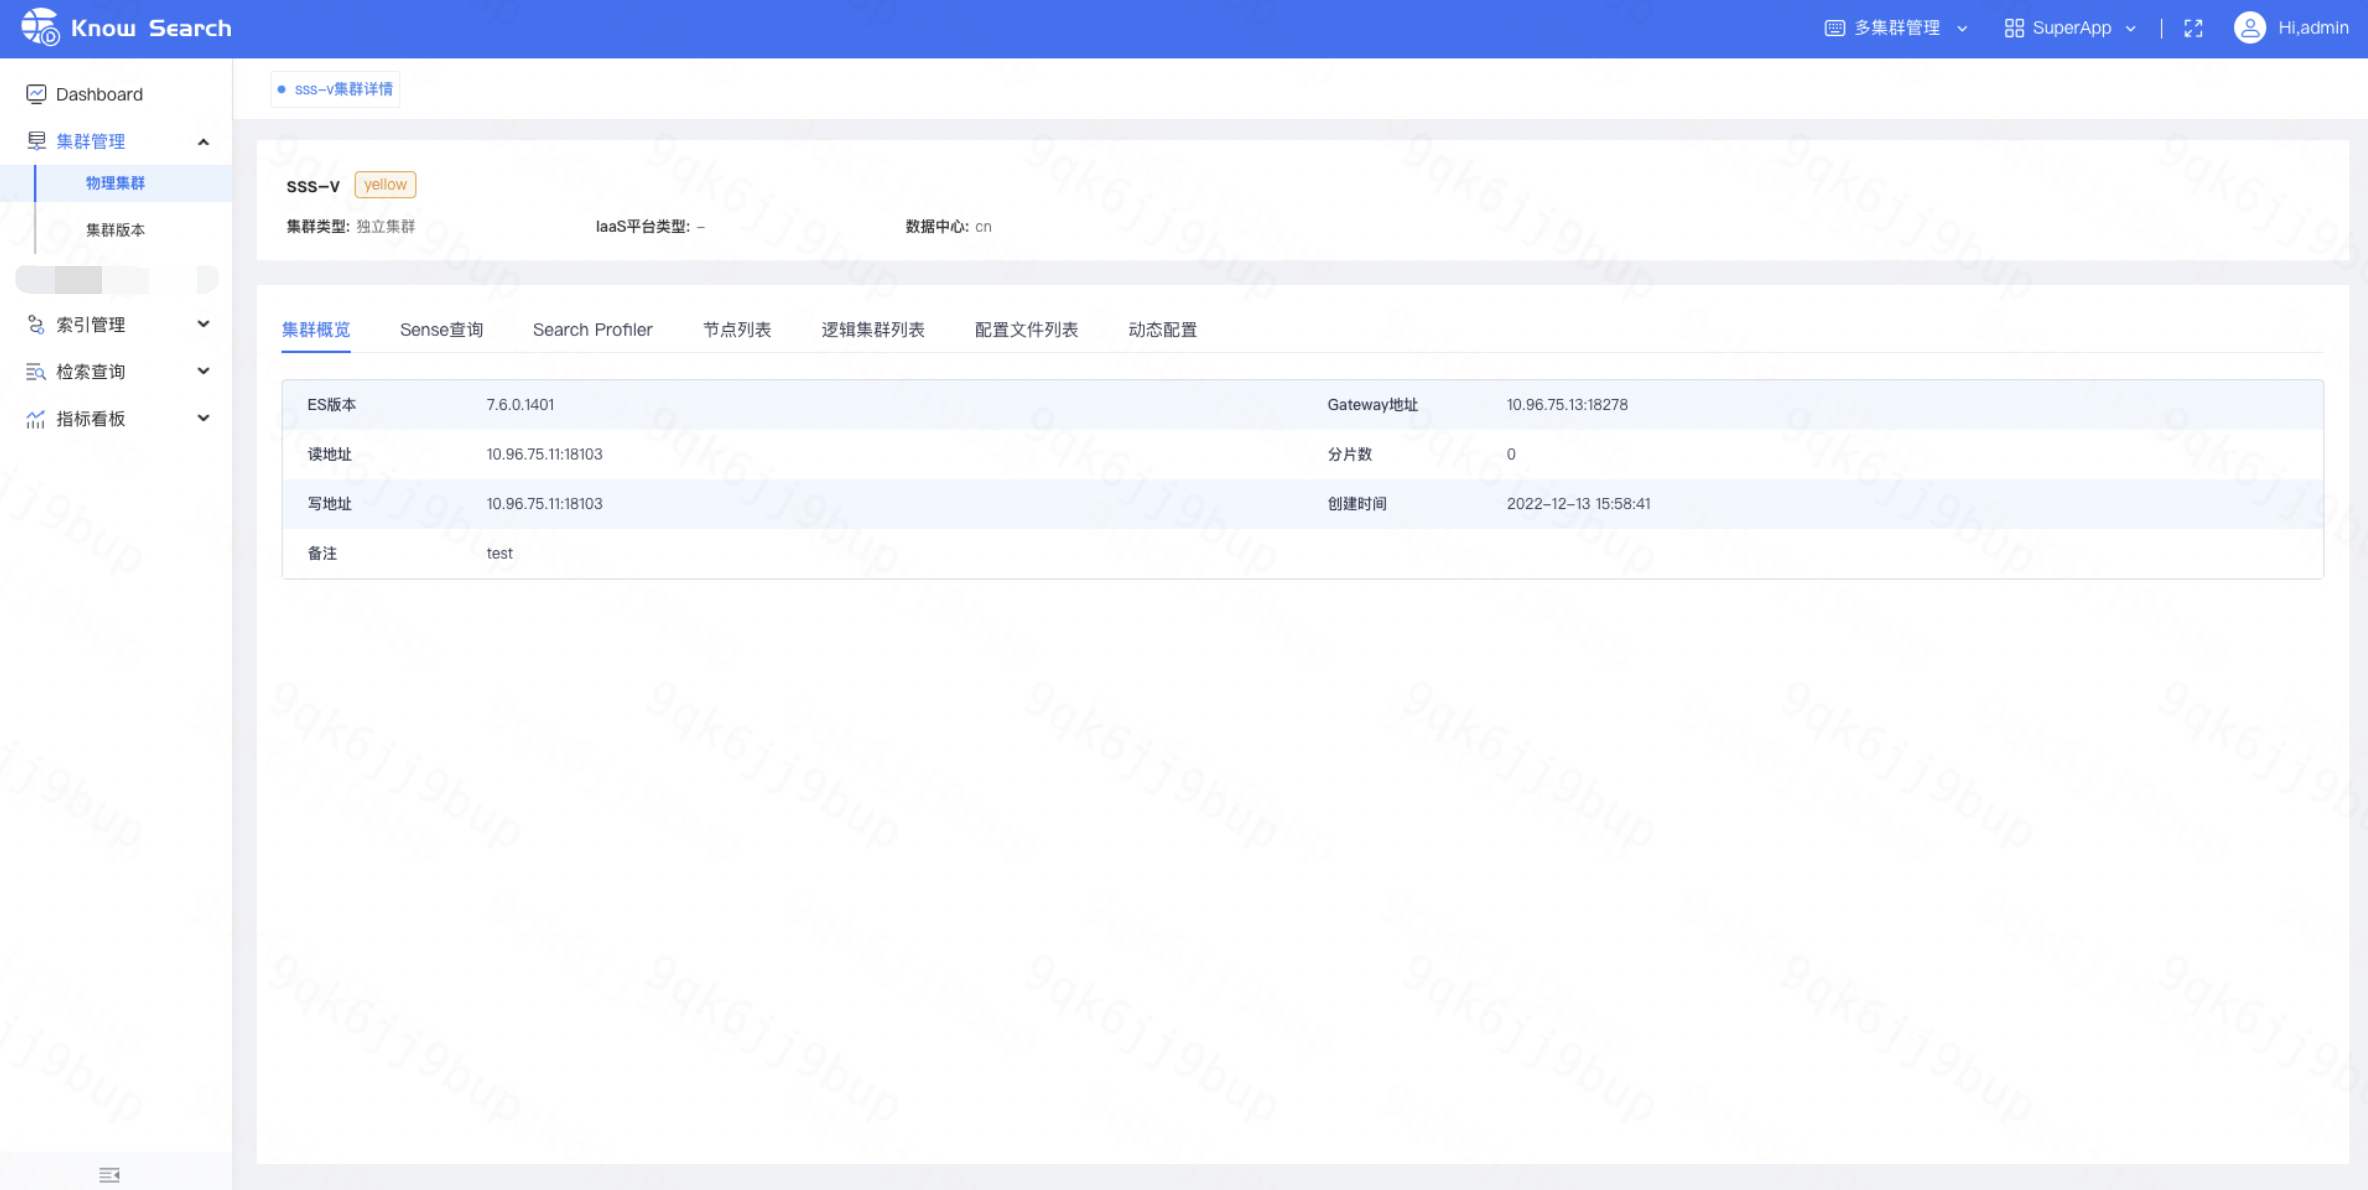 Know Search
多集群管理
SuperApp
Hi,admin
Dashboard
集群管理
物理集群
集群版本
索引管理
检索查询
指标看板
sss-v集群详情
sss-v yellow
集群类型: 独立集群 IaaS平台类型: - 数据中心: cn
集群概览 Sense查询 Search Profiler 节点列表 逻辑集群列表 配置文件列表 动态配置
ES版本 7.6.0.1401 Gateway地址 10.96.75.13:18278
读地址 10.96.75.11:18103 分片数 0
写地址 10.96.75.11:18103 创建时间 2022-12-13 15:58:41
备注 test
9qk6jj9bup